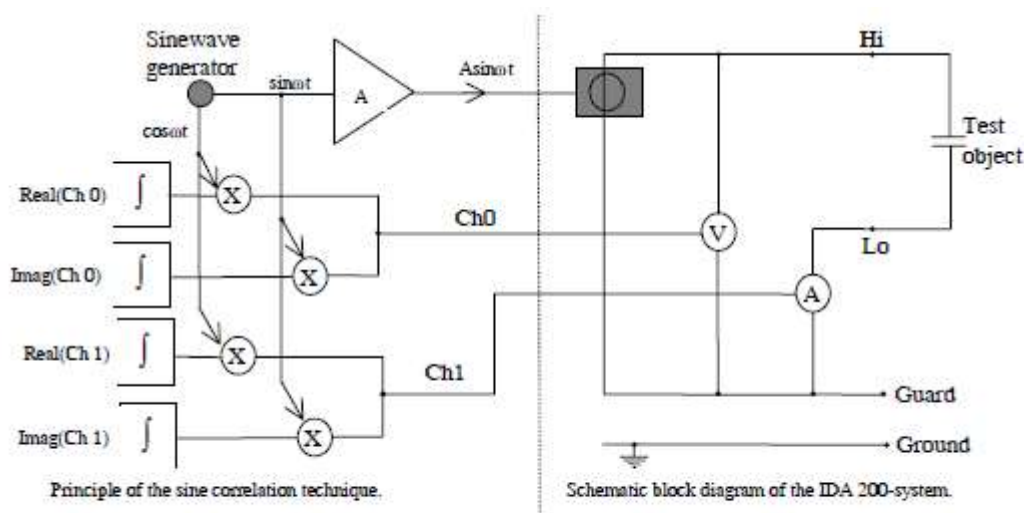 Sinewave
generator
sinωt
Asinωt
A
cosωt
Real(Ch 0)
∫
X
Imag(Ch 0)
∫
X
Real(Ch 1)
∫
X
Imag(Ch 1)
∫
X
Ch0
Ch1
Hi
Test
object
V
Lo
A
Guard
Ground
Principle of the sine correlation technique.
Schematic block diagram of the IDA 200-system.